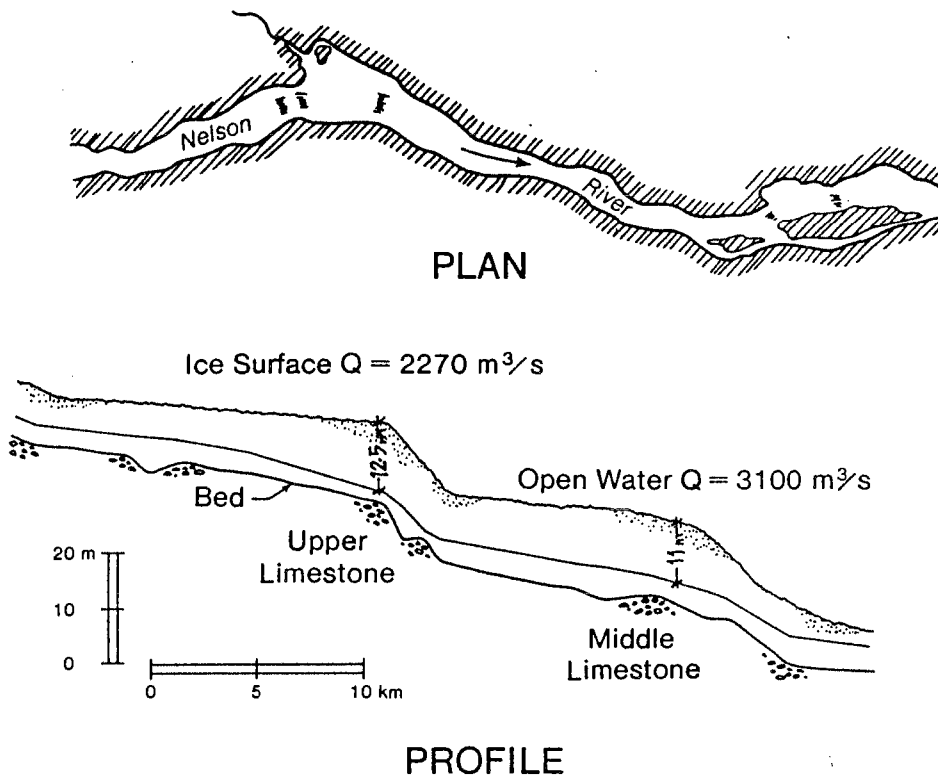 Nelson
River
PLAN
Ice Surface Q = 2270 m³/s
12.5 m
Open Water Q = 3100 m³/s
11 m
Bed
Upper
Limestone
Middle
Limestone
20 m
10
0
0 5 10 km
PROFILE